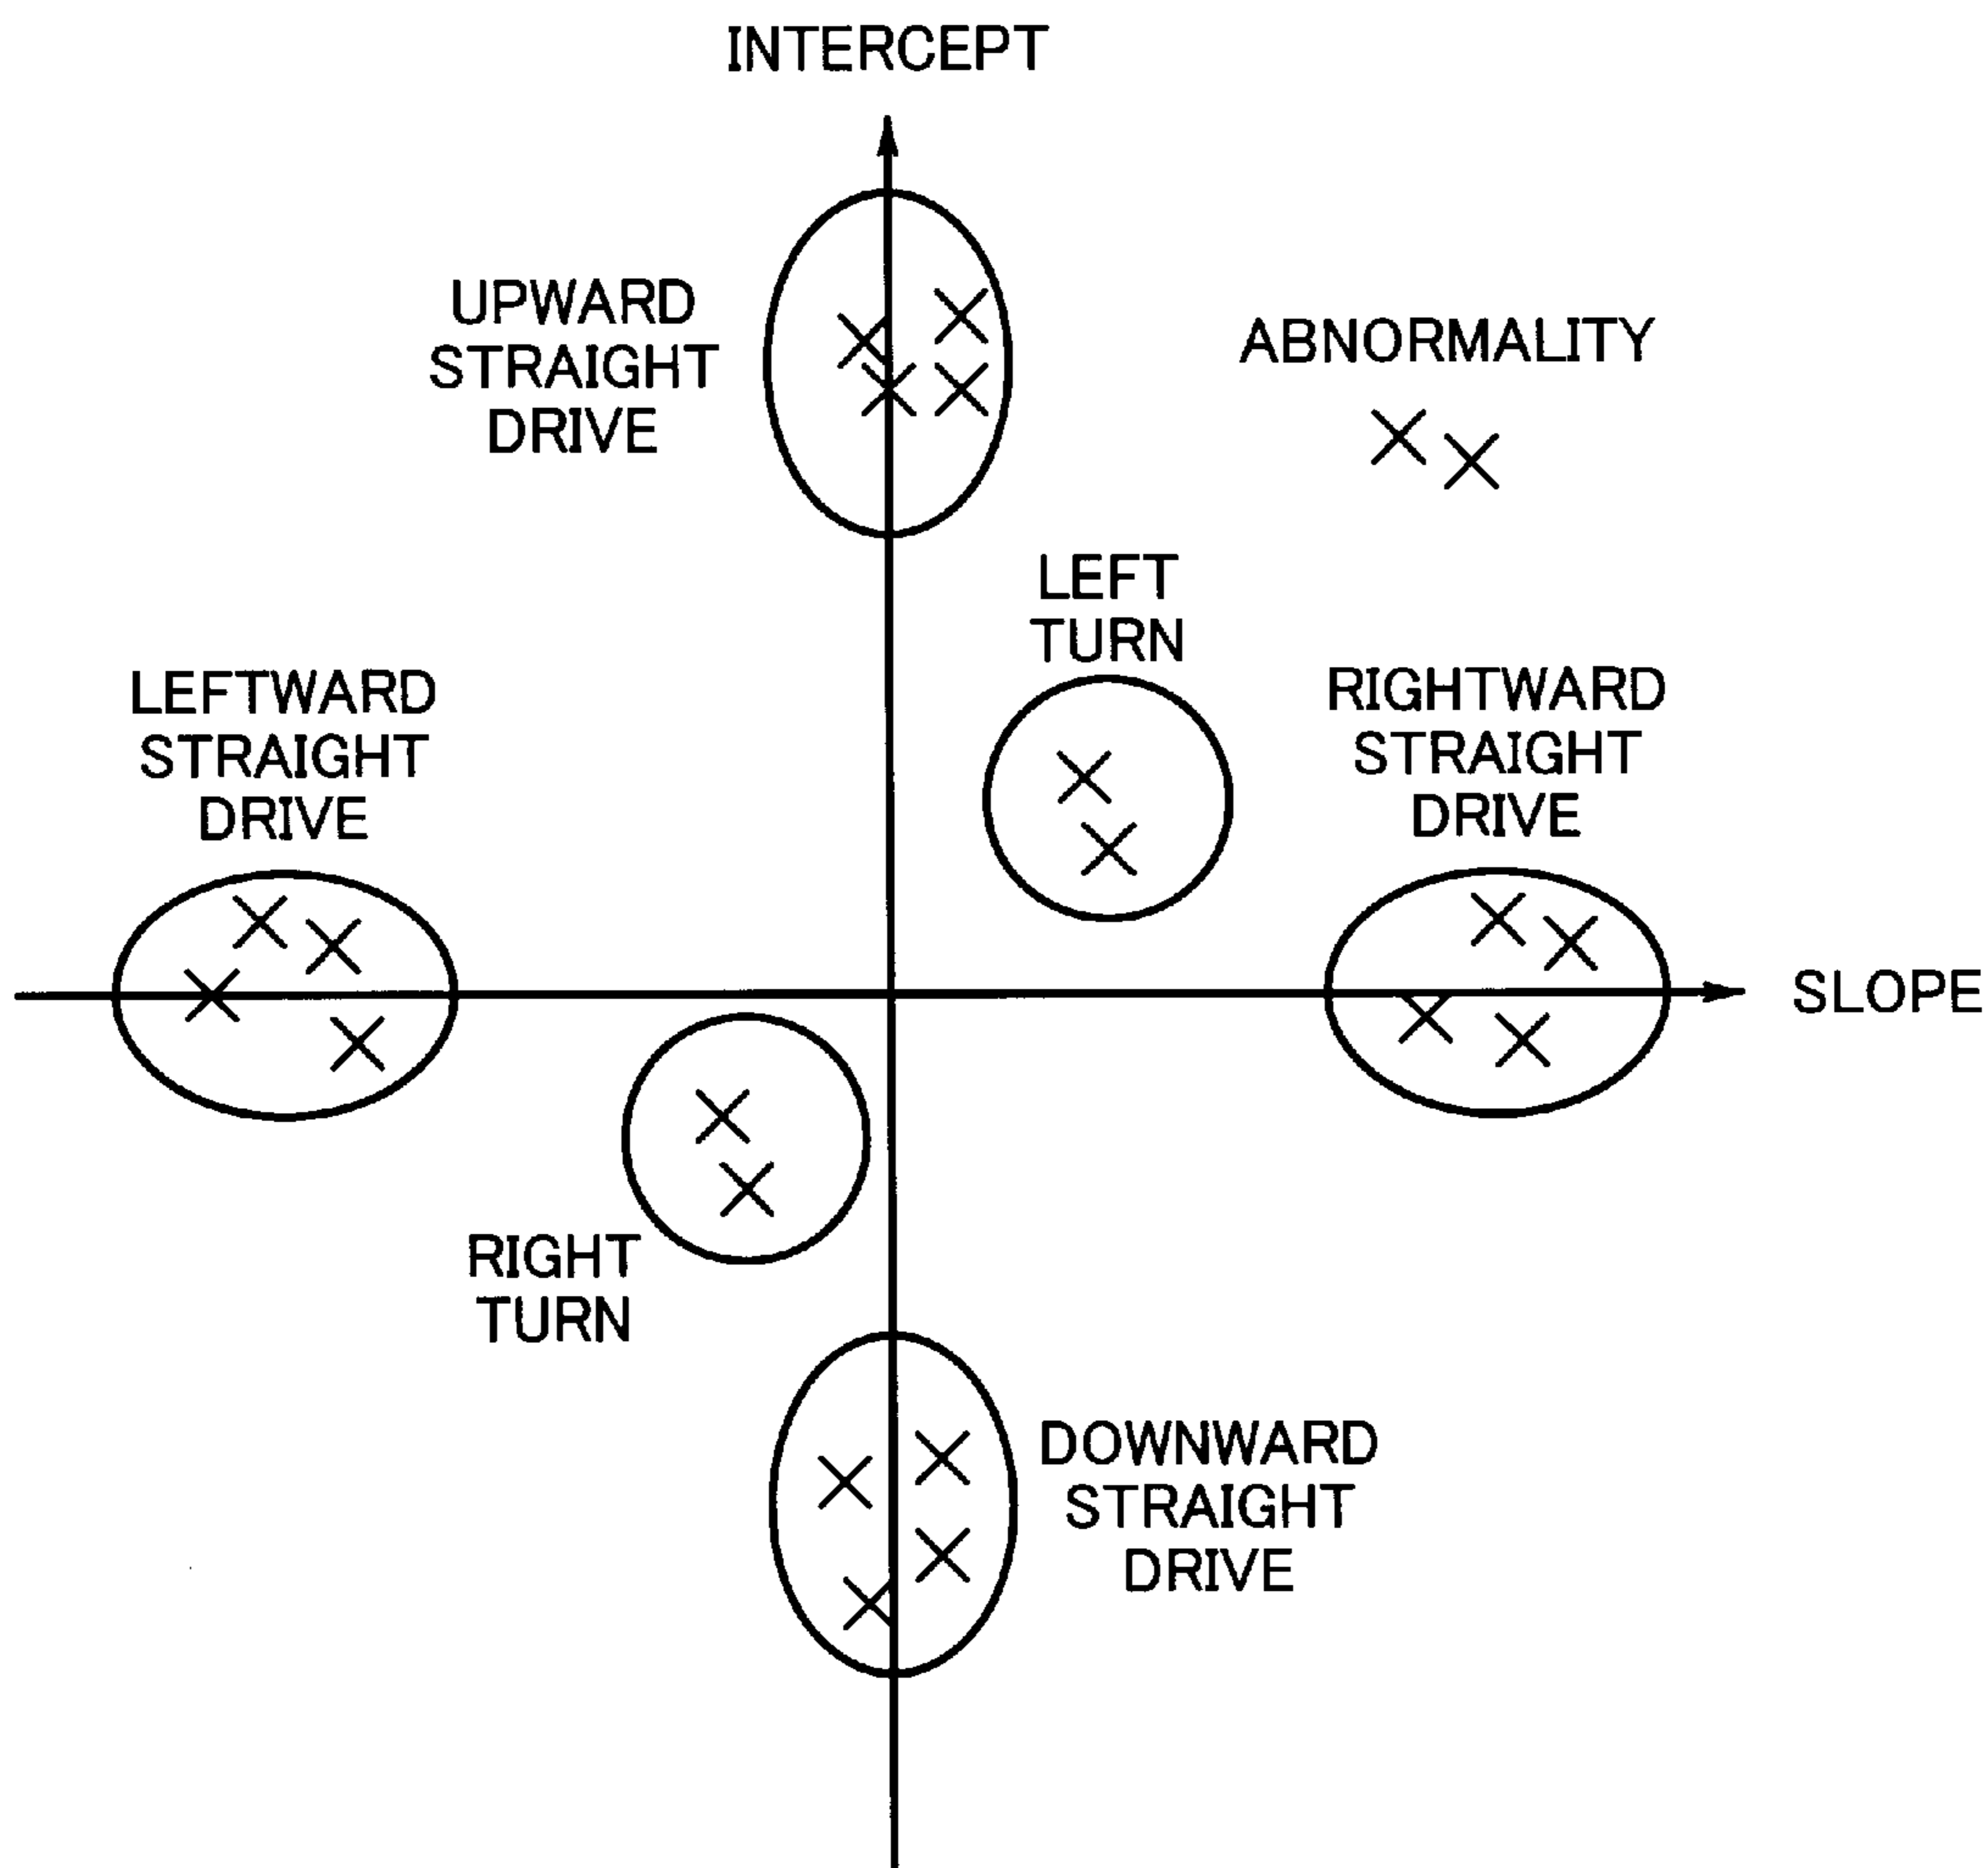 INTERCEPT
UPWARD
STRAIGHT
DRIVE
ABNORMALITY
LEFT
TURN
LEFTWARD
STRAIGHT
DRIVE
RIGHTWARD
STRAIGHT
DRIVE
SLOPE
RIGHT
TURN
DOWNWARD
STRAIGHT
DRIVE